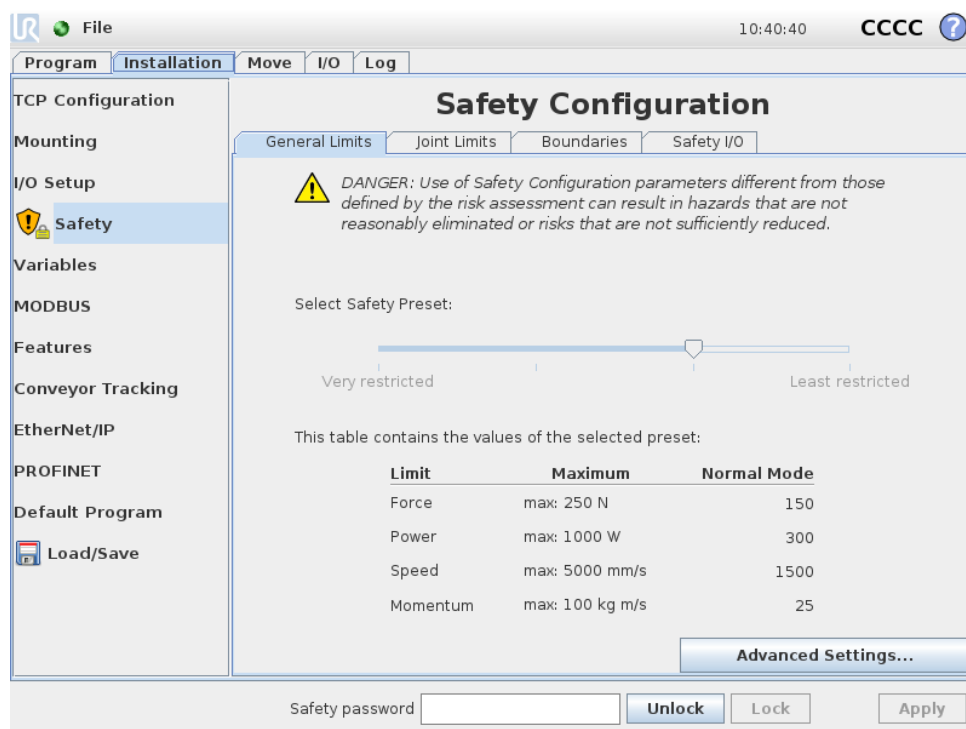 UR File 10:40:40 CCCC ?
Program Installation Move I/O Log
TCP Configuration
Mounting
I/O Setup
Safety
Variables
MODBUS
Features
Conveyor Tracking
EtherNet/IP
PROFINET
Default Program
Load/Save
Safety Configuration
General Limits Joint Limits Boundaries Safety I/O
DANGER: Use of Safety Configuration parameters different from those
defined by the risk assessment can result in hazards that are not
reasonably eliminated or risks that are not sufficiently reduced.
Select Safety Preset:
Very restricted Least restricted
This table contains the values of the selected preset:
Limit Maximum Normal Mode
Force max: 250 N 150
Power max: 1000 W 300
Speed max: 5000 mm/s 1500
Momentum max: 100 kg m/s 25
Advanced Settings...
Safety password Unlock Lock Apply